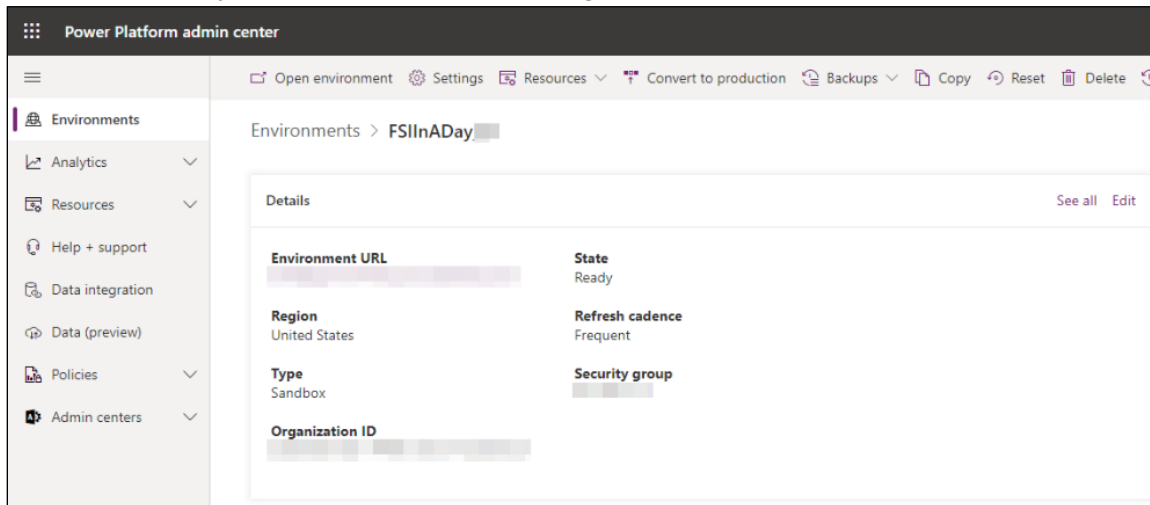 Power Platform admin center
Open environment Settings Resources Convert to production Backups Copy Reset Delete
Environments
Analytics
Resources
Help + support
Data integration
Data (preview)
Policies
Admin centers
Environments > FSIInADay
Details See all Edit
Environment URL State
Ready
Region Refresh cadence
United States Frequent
Type Security group
Sandbox
Organization ID